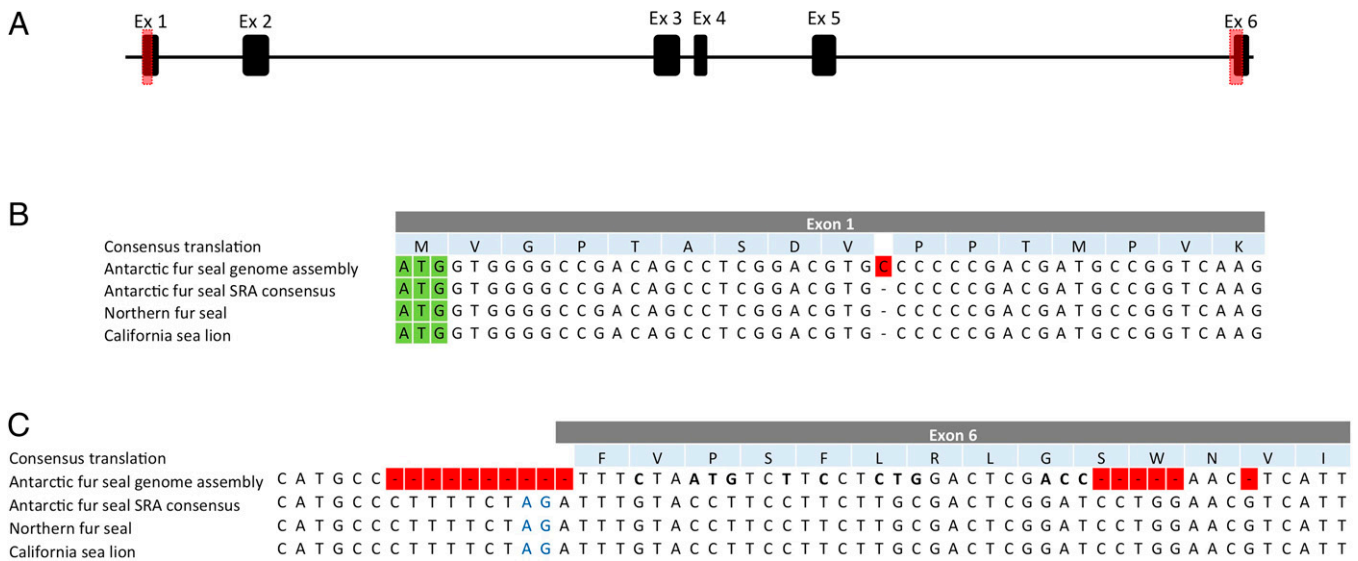 A
Ex 1 Ex 2 Ex 3 Ex 4 Ex 5 Ex 6
B
Exon 1
Consensus translation M V G P T A S D V P P T M P V K
Antarctic fur seal genome assembly A T G G T G G G G C C G A C A G C C T C G G A C G T G C C C C C C G A C G A T G C C G G T C A A G
Antarctic fur seal SRA consensus A T G G T G G G G C C G A C A G C C T C G G A C G T G - C C C C C G A C G A T G C C G G T C A A G
Northern fur seal A T G G T G G G G C C G A C A G C C T C G G A C G T G - C C C C C G A C G A T G C C G G T C A A G
California sea lion A T G G T G G G G C C G A C A G C C T C G G A C G T G - C C C C C G A C G A T G C C G G T C A A G
C
Exon 6
Consensus translation F V P S F L R L G S W N V I
Antarctic fur seal genome assembly C A T G C C - - - - - - - - - - T T T C T A A T G T C T T C C T C T G G A C T C G A C C - - - - - A A C - T C A T T
Antarctic fur seal SRA consensus C A T G C C C T T T T C T A G A T T T G T A C C T T C C T T C T T G C G A C T C G G A T C C T G G A A C G T C A T T
Northern fur seal C A T G C C C T T T T C T A G A T T T G T A C C T T C C T T C T T G C G A C T C G G A T C C T G G A A C G T C A T T
California sea lion C A T G C C C T T T T C T A G A T T T G T A C C T T C C T T C T T G C G A C T C G G A T C C T G G A A C G T C A T T